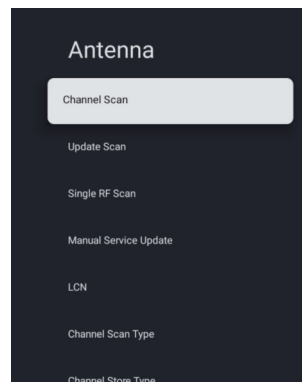 Antenna
Channel Scan
Update Scan
Single RF Scan
Manual Service Update
LCN
Channel Scan Type
Channel Store Type